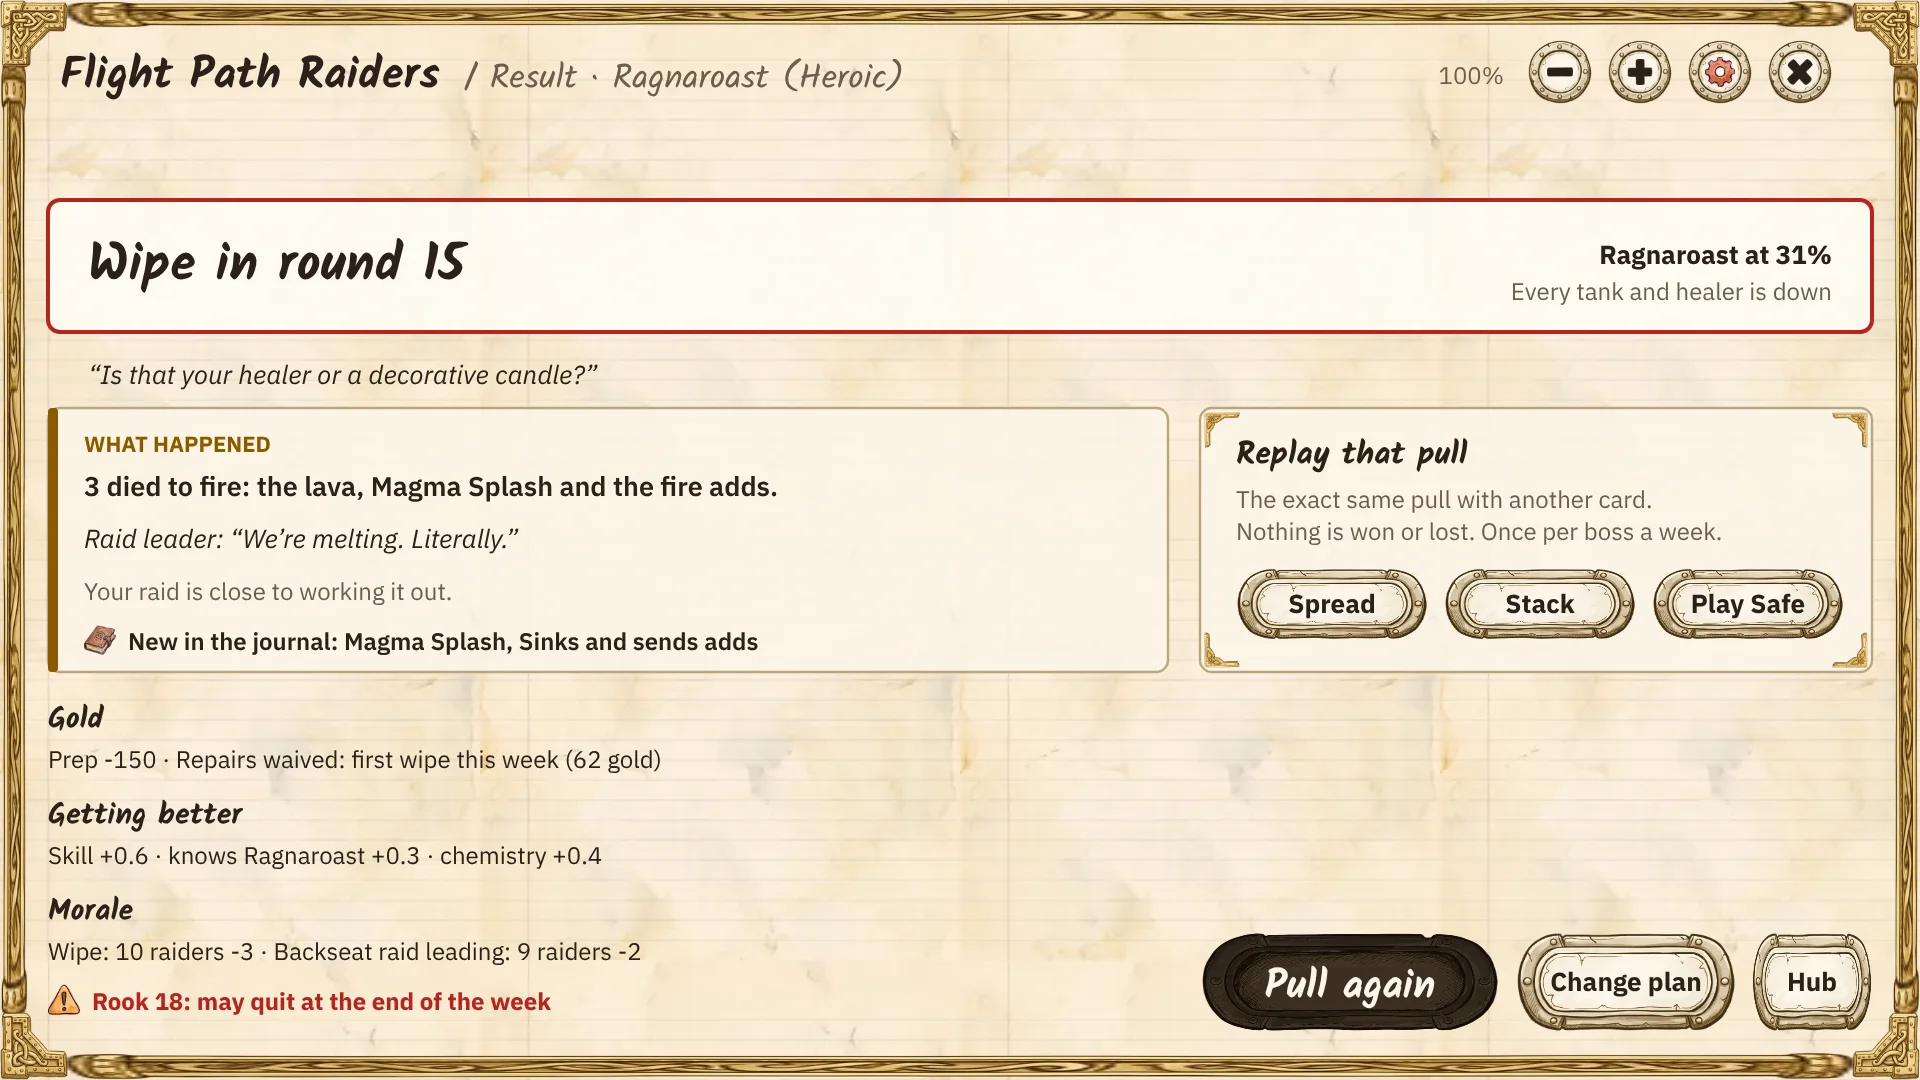 Flight Path Raiders / Result · Ragnaroast (Heroic)
100%
Wipe in round 15
Ragnaroast at 31%
Every tank and healer is down
“Is that your healer or a decorative candle?”
WHAT HAPPENED
3 died to fire: the lava, Magma Splash and the fire adds.
Raid leader: “We’re melting. Literally.”
Your raid is close to working it out.
New in the journal: Magma Splash, Sinks and sends adds
Replay that pull
The exact same pull with another card.
Nothing is won or lost. Once per boss a week.
Spread
Stack
Play Safe
Gold
Prep -150 · Repairs waived: first wipe this week (62 gold)
Getting better
Skill +0.6 · knows Ragnaroast +0.3 · chemistry +0.4
Morale
Wipe: 10 raiders -3 · Backseat raid leading: 9 raiders -2
Rook 18: may quit at the end of the week
Pull again
Change plan
Hub